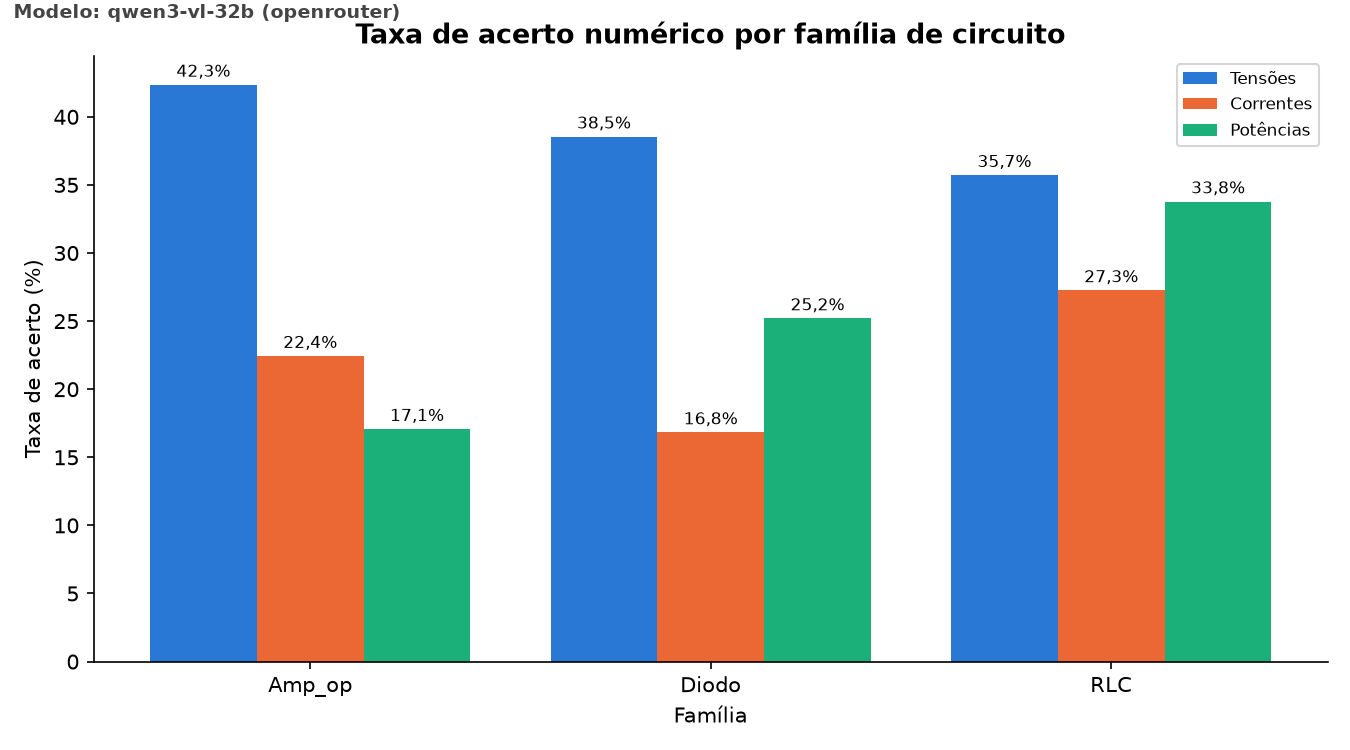 Modelo: qwen3-vl-32b (openrouter)
Taxa de acerto numérico por família de circuito
Tensões
Correntes
Potências
Taxa de acerto (%)
40
35
30
25
20
15
10
5
0
42,3%
22,4%
17,1%
38,5%
16,8%
25,2%
35,7%
27,3%
33,8%
Amp_op
Diodo
RLC
Família